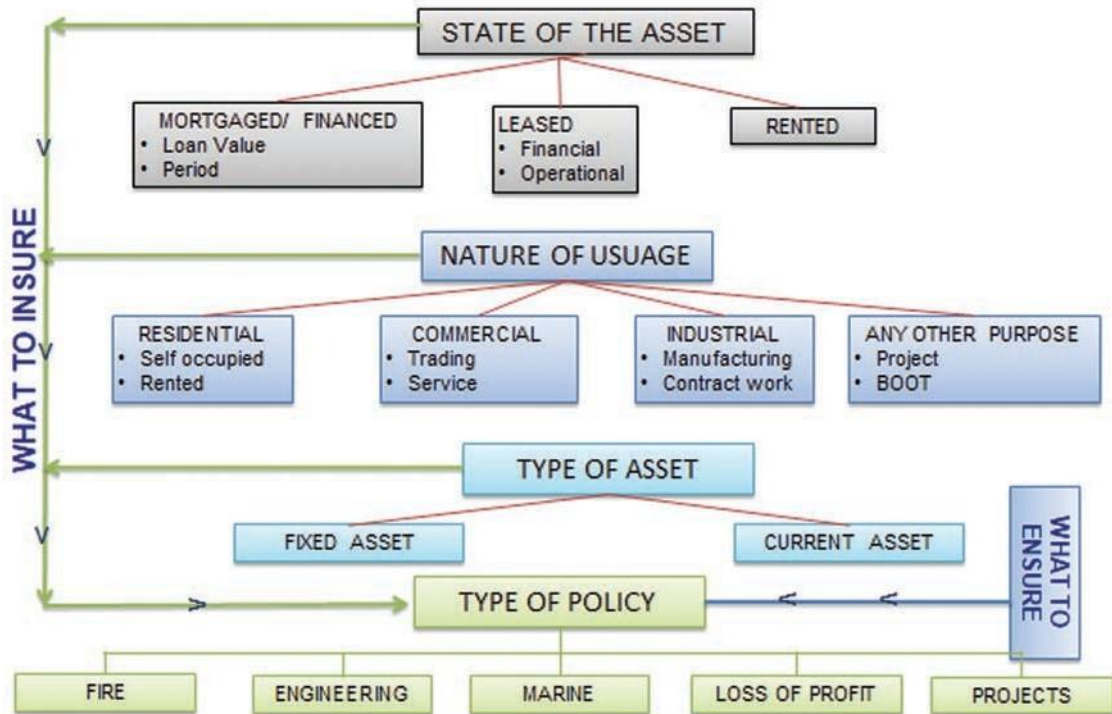 STATE OF THE ASSET
MORTGAGED/ FINANCED
• Loan Value
• Period
LEASED
• Financial
• Operational
RENTED
WHAT TO INSURE
NATURE OF USUAGE
RESIDENTIAL
• Self occupied
• Rented
COMMERCIAL
• Trading
• Service
INDUSTRIAL
• Manufacturing
• Contract work
ANY OTHER PURPOSE
• Project
• BOOT
TYPE OF ASSET
FIXED ASSET
CURRENT ASSET
WHAT TO
ENSURE
TYPE OF POLICY
FIRE
ENGINEERING
MARINE
LOSS OF PROFIT
PROJECTS